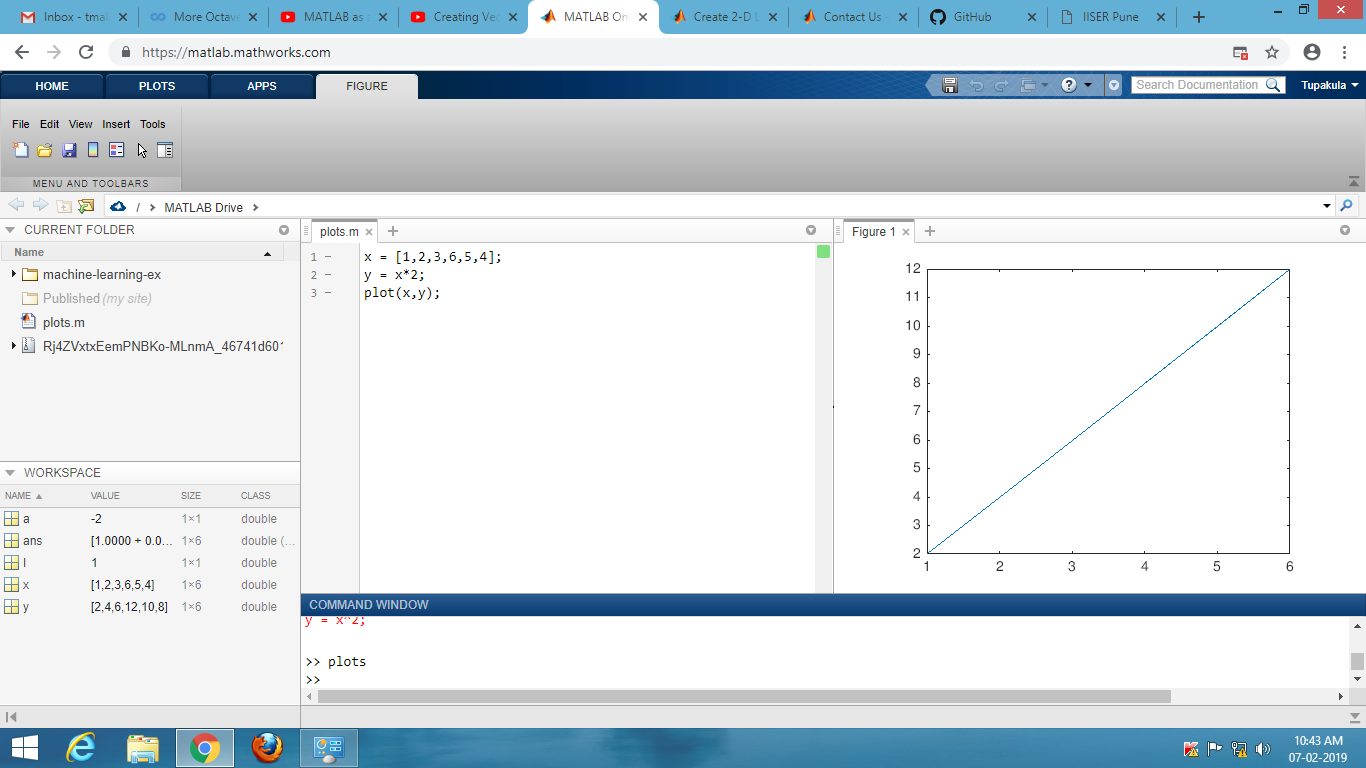 Inbox - tmal
More Octave
MATLAB as
Creating Vec
MATLAB On
Create 2-D L
Contact Us -
GitHub
IISER Pune
https://matlab.mathworks.com
HOME PLOTS APPS FIGURE
Search Documentation
Tupakula
File Edit View Insert Tools
MENU AND TOOLBARS
/ MATLAB Drive
CURRENT FOLDER
Name
machine-learning-ex
Published (my site)
plots.m
Rj4ZVxtxEemPNBKo-MLnmA_46741d601
WORKSPACE
NAME VALUE SIZE CLASS
a -2 1×1 double
ans [1.0000 + 0.0... 1×6 double (...
l 1 1×1 double
x [1,2,3,6,5,4] 1×6 double
y [2,4,6,12,10,8] 1×6 double
plots.m
1 – x = [1,2,3,6,5,4];
2 – y = x*2;
3 – plot(x,y);
Figure 1
12
11
10
9
8
7
6
5
4
3
2
1 2 3 4 5 6
COMMAND WINDOW
y = x^2;
>> plots
>>
10:43 AM
07-02-2019